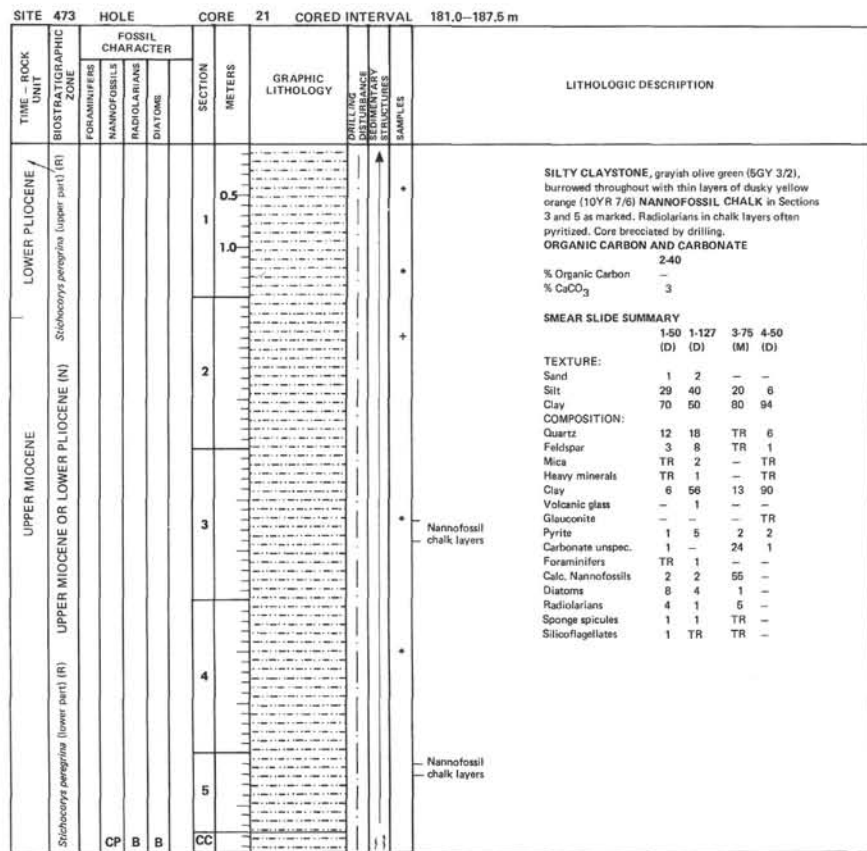 SITE 473 HOLE CORE 21 CORED INTERVAL 181.0–187.5 m
TIME – ROCK UNIT
BIOSTRATIGRAPHIC ZONE
FOSSIL CHARACTER
FORAMINIFERS
NANNOFOSSILS
RADIOLARIANS
DIATOMS
SECTION
METERS
GRAPHIC LITHOLOGY
DRILLING DISTURBANCE
SEDIMENTARY STRUCTURES
SAMPLES
LITHOLOGIC DESCRIPTION
LOWER PLIOCENE
UPPER MIOCENE
Stichocorys peregrina (upper part) (R)
UPPER MIOCENE OR LOWER PLIOCENE (N)
Stichocorys peregrina (lower part) (R)
CP B B
1
0.5
1.0
2
3
4
5
CC
*
*
+
*
*
Nannofossil
chalk layers
Nannofossil
chalk layers
SILTY CLAYSTONE, grayish olive green (5GY 3/2),
burrowed throughout with thin layers of dusky yellow
orange (10YR 7/6) NANNOFOSSIL CHALK in Sections
3 and 5 as marked. Radiolarians in chalk layers often
pyritized. Core brecciated by drilling.
ORGANIC CARBON AND CARBONATE
2-40
% Organic Carbon –
% CaCO3 3
SMEAR SLIDE SUMMARY
1-50 1-127 3-75 4-50
(D) (D) (M) (D)
TEXTURE:
Sand 1 2 – –
Silt 29 40 20 6
Clay 70 50 80 94
COMPOSITION:
Quartz 12 18 TR 6
Feldspar 3 8 TR 1
Mica TR 2 – TR
Heavy minerals TR 1 – TR
Clay 6 56 13 90
Volcanic glass – 1 – –
Glauconite – – – TR
Pyrite 1 5 2 2
Carbonate unspec. 1 – 24 1
Foraminifers TR 1 – –
Calc. Nannofossils 2 2 55 –
Diatoms 8 4 1 –
Radiolarians 4 1 5 –
Sponge spicules 1 1 TR –
Silicoflagellates 1 TR TR –